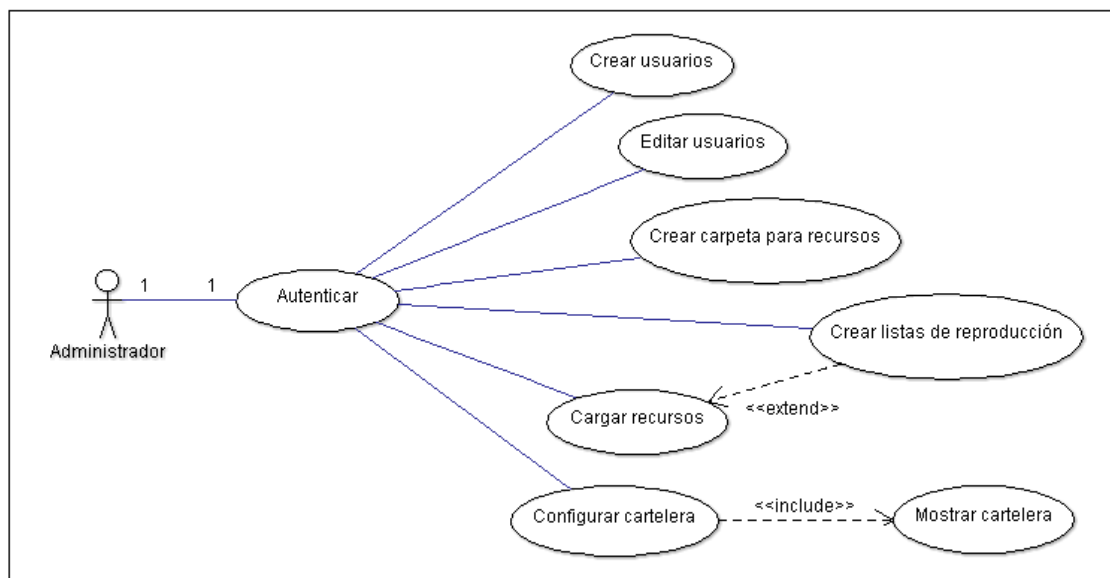 Crear usuarios
Editar usuarios
Crear carpeta para recursos
1
1
Autenticar
Administrador
Crear listas de reproducción
<<extend>>
Cargar recursos
<<include>>
Configurar cartelera
Mostrar cartelera